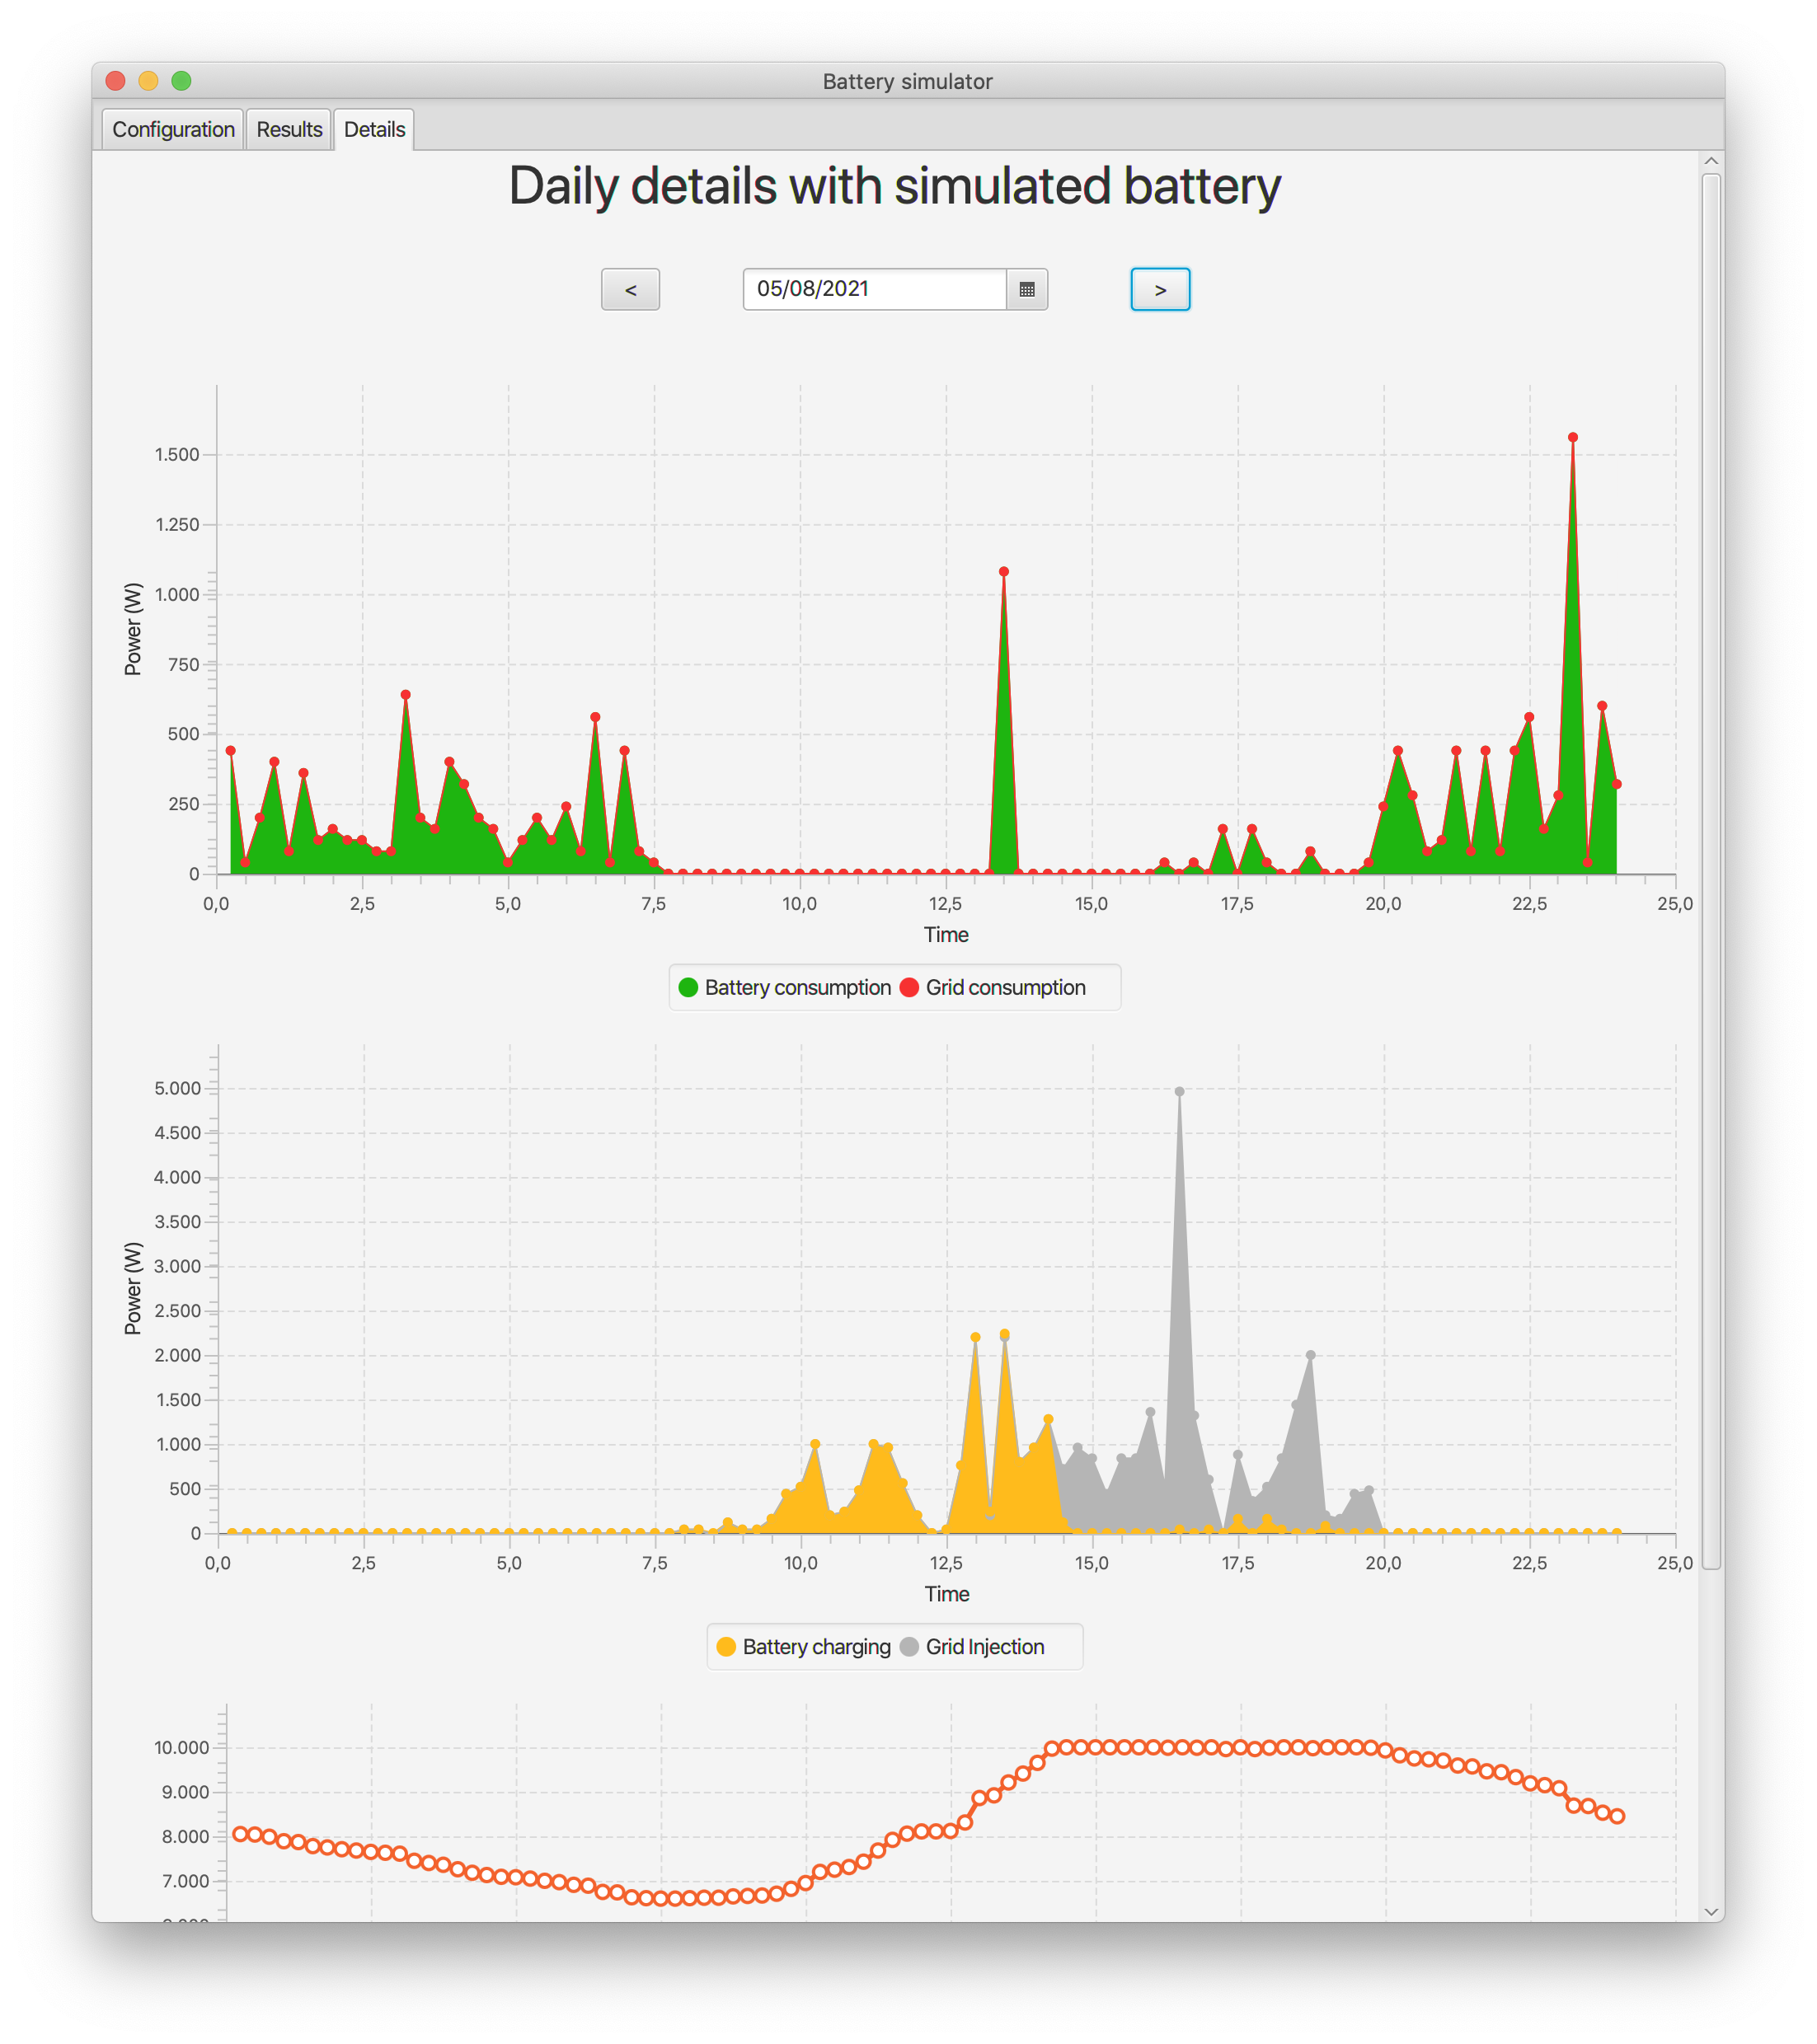 Battery simulator
Configuration Results Details
Daily details with simulated battery
< 05/08/2021 >
1.500
1.250
1.000
750
500
250
0
Power (W)
0,0 2,5 5,0 7,5 10,0 12,5 15,0 17,5 20,0 22,5 25,0
Time
Battery consumption Grid consumption
5.000
4.500
4.000
3.500
3.000
2.500
2.000
1.500
1.000
500
0
Power (W)
0,0 2,5 5,0 7,5 10,0 12,5 15,0 17,5 20,0 22,5 25,0
Time
Battery charging Grid Injection
10.000
9.000
8.000
7.000